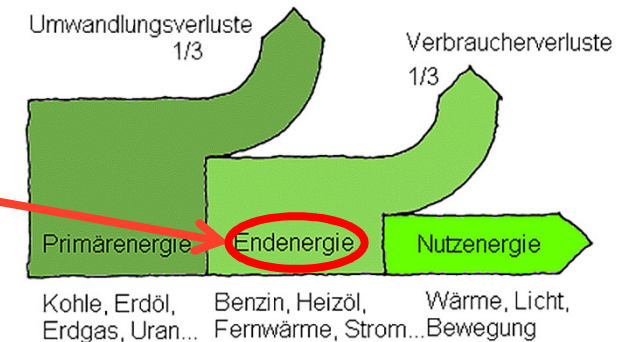 Umwandlungsverluste
1/3
Verbraucherverluste
1/3
Primärenergie
Endenergie
Nutzenergie
Kohle, Erdöl,
Erdgas, Uran...
Benzin, Heizöl,
Fernwärme, Strom...
Wärme, Licht,
Bewegung